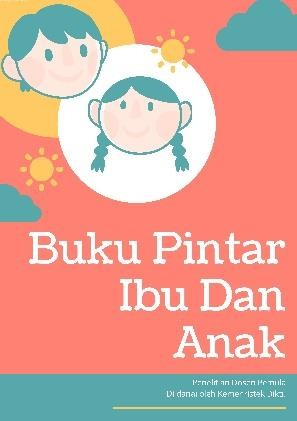 Buku Pintar
Ibu Dan
Anak
Penelitian Dosen Pemula
Di danai oleh Kemenristek Dikti.